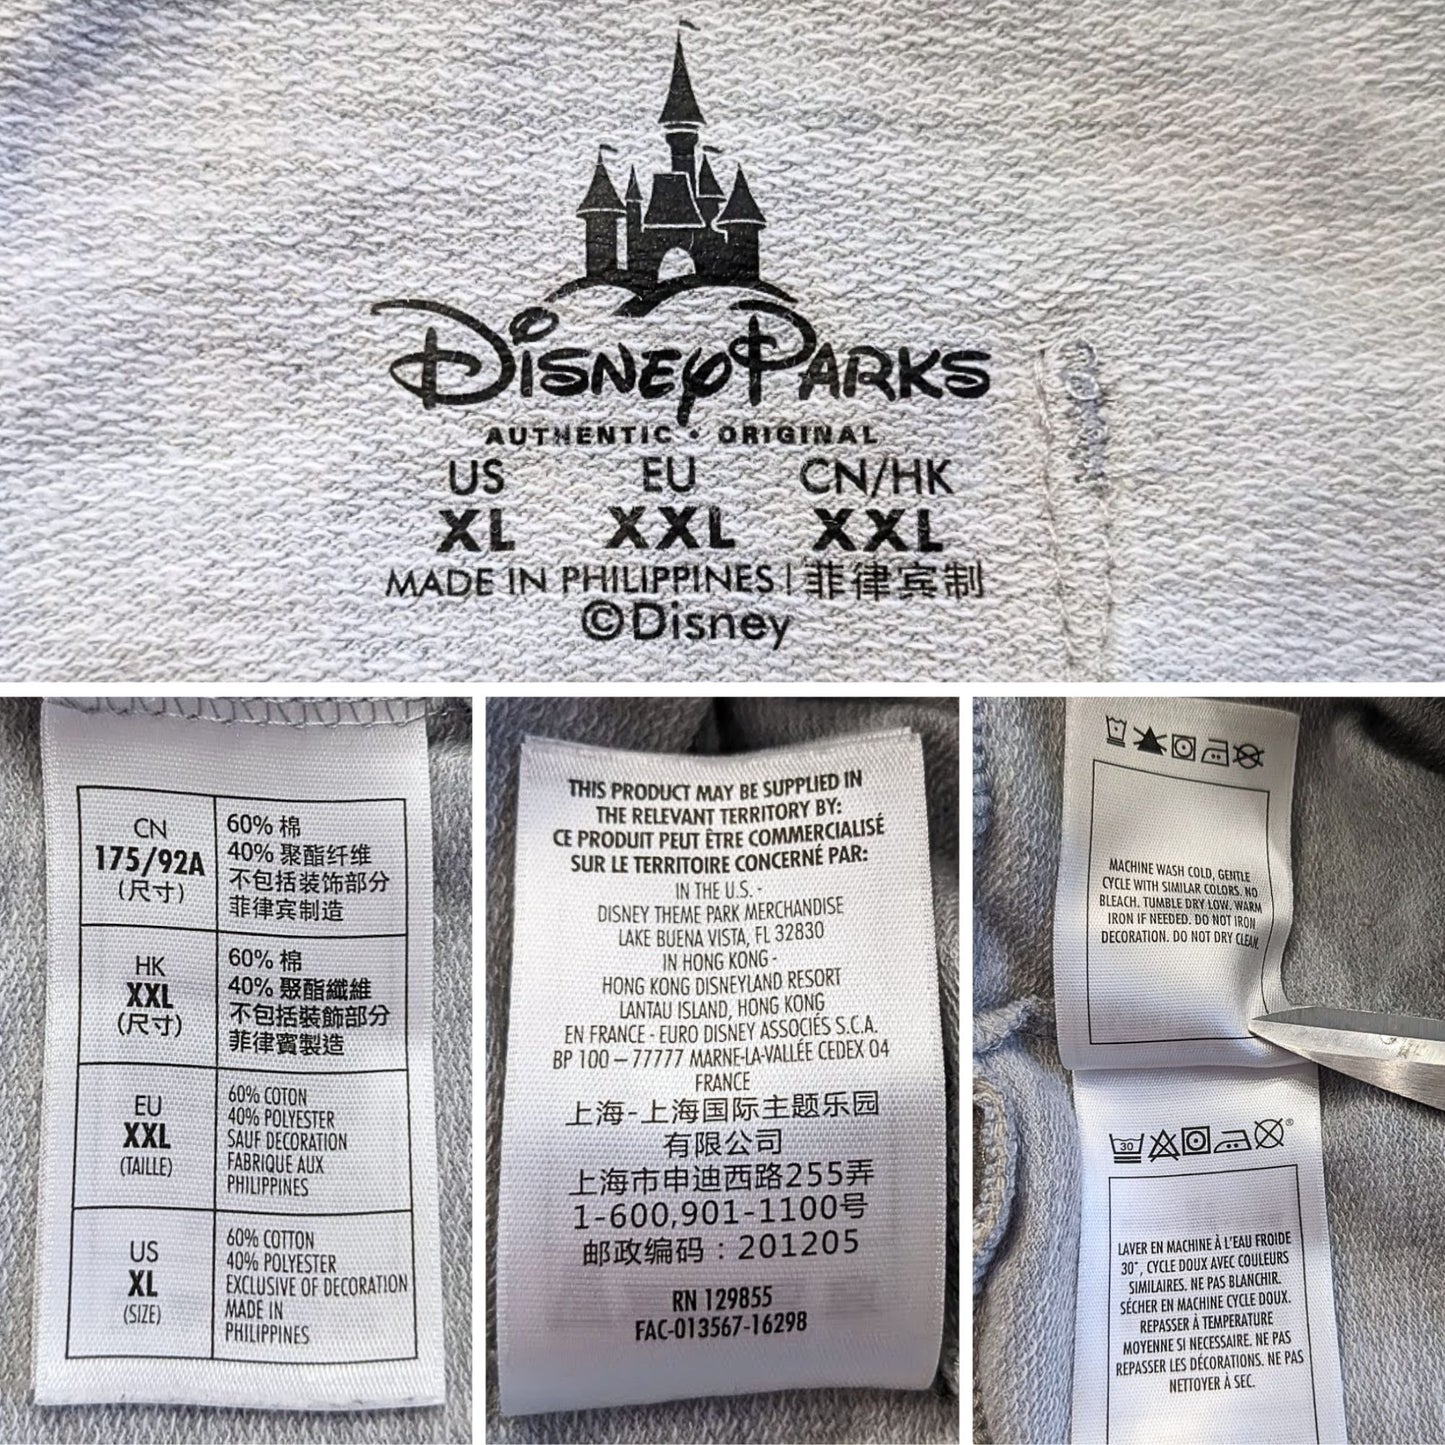 DISNEY PARKS
AUTHENTIC • ORIGINAL
US EU CN/HK
XL XXL XXL
MADE IN PHILIPPINES | 菲律宾制
©Disney
CN
175/92A
(尺寸)
60% 棉
40% 聚酯纤维
不包括装饰部分
菲律宾制造
HK
XXL
(尺寸)
60% 棉
40% 聚酯纖維
不包括裝飾部分
菲律賓製造
EU
XXL
(TAILLE)
60% COTON
40% POLYESTER
SAUF DECORATION
FABRIQUE AUX
PHILIPPINES
US
XL
(SIZE)
60% COTTON
40% POLYESTER
EXCLUSIVE OF DECORATION
MADE IN
PHILIPPINES
THIS PRODUCT MAY BE SUPPLIED IN
THE RELEVANT TERRITORY BY:
CE PRODUIT PEUT ÊTRE COMMERCIALISÉ
SUR LE TERRITOIRE CONCERNÉ PAR:
IN THE U.S. -
DISNEY THEME PARK MERCHANDISE
LAKE BUENA VISTA, FL 32830
IN HONG KONG -
HONG KONG DISNEYLAND RESORT
LANTAU ISLAND, HONG KONG
EN FRANCE - EURO DISNEY ASSOCIÉS S.C.A.
BP 100 – 77777 MARNE-LA-VALLÉE CEDEX 04
FRANCE
上海-上海国际主题乐园
有限公司
上海市申迪西路255弄
1-600,901-1100号
邮政编码：201205
RN 129855
FAC-013567-16298
MACHINE WASH COLD, GENTLE
CYCLE WITH SIMILAR COLORS. NO
BLEACH. TUMBLE DRY LOW. WARM
IRON IF NEEDED. DO NOT IRON
DECORATION. DO NOT DRY CLEAN.
30
LAVER EN MACHINE À L'EAU FROIDE
30°, CYCLE DOUX AVEC COULEURS
SIMILAIRES. NE PAS BLANCHIR.
SÉCHER EN MACHINE CYCLE DOUX.
REPASSER À TEMPERATURE
MOYENNE SI NECESSAIRE. NE PAS
REPASSER LES DÉCORATIONS. NE PAS
NETTOYER À SEC.